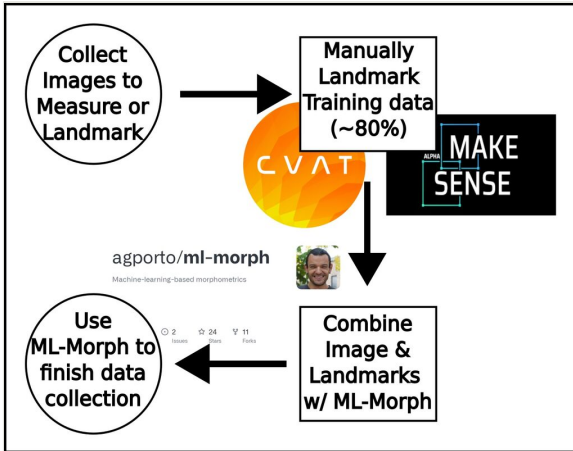 Collect
Images to
Measure or
Landmark
Manually
Landmark
Training data
(~80%)
CVAT
ALPHA
MAKE
SENSE
agporto/ml-morph
Machine-learning-based morphometrics
2
Issues
24
Stars
11
Forks
Combine
Image &
Landmarks
w/ ML-Morph
Use
ML-Morph to
finish data
collection